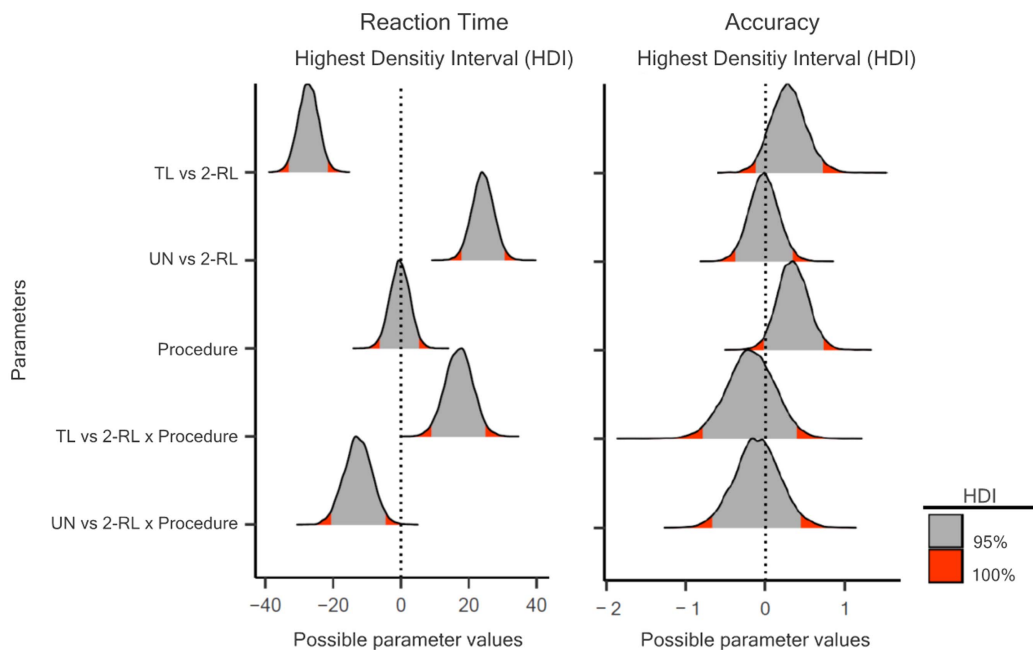 Reaction Time
Highest Densitiy Interval (HDI)
Accuracy
Highest Densitiy Interval (HDI)
Parameters
TL vs 2-RL
UN vs 2-RL
Procedure
TL vs 2-RL x Procedure
UN vs 2-RL x Procedure
−40 −20 0 20 40
Possible parameter values
−2 −1 0 1
Possible parameter values
HDI
95%
100%